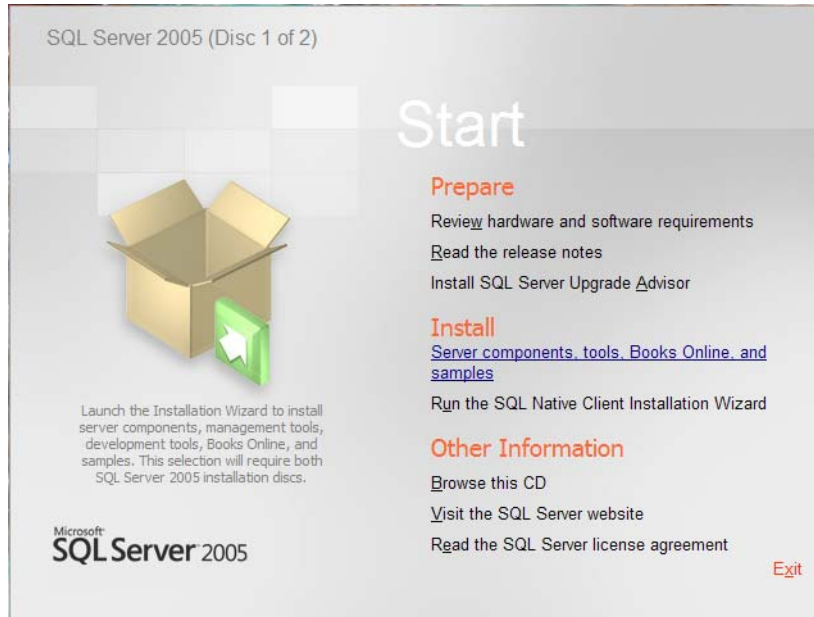 SQL Server 2005 (Disc 1 of 2)
Start
Prepare
Review hardware and software requirements
Read the release notes
Install SQL Server Upgrade Advisor
Install
Server components, tools, Books Online, and
samples
Run the SQL Native Client Installation Wizard
Other Information
Browse this CD
Visit the SQL Server website
Read the SQL Server license agreement
Exit
Launch the Installation Wizard to install
server components, management tools,
development tools, Books Online, and
samples. This selection will require both
SQL Server 2005 installation discs.
Microsoft
SQL Server 2005